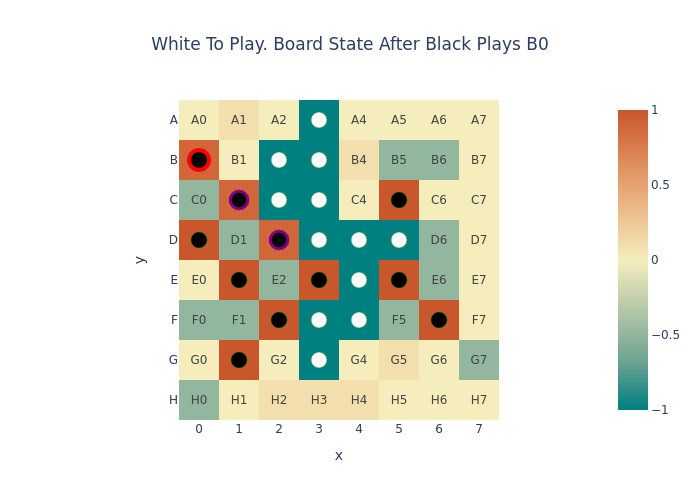 White To Play. Board State After Black Plays B0
A A0 A1 A2 A4 A5 A6 A7
B B1 B4 B5 B6 B7
C C0 C4 C6 C7
D D1 D6 D7
E E0 E2 E6 E7
F F0 F1 F5 F7
G G0 G2 G4 G5 G6 G7
H H0 H1 H2 H3 H4 H5 H6 H7
0 1 2 3 4 5 6 7
x
y
1
0.5
0
−0.5
−1